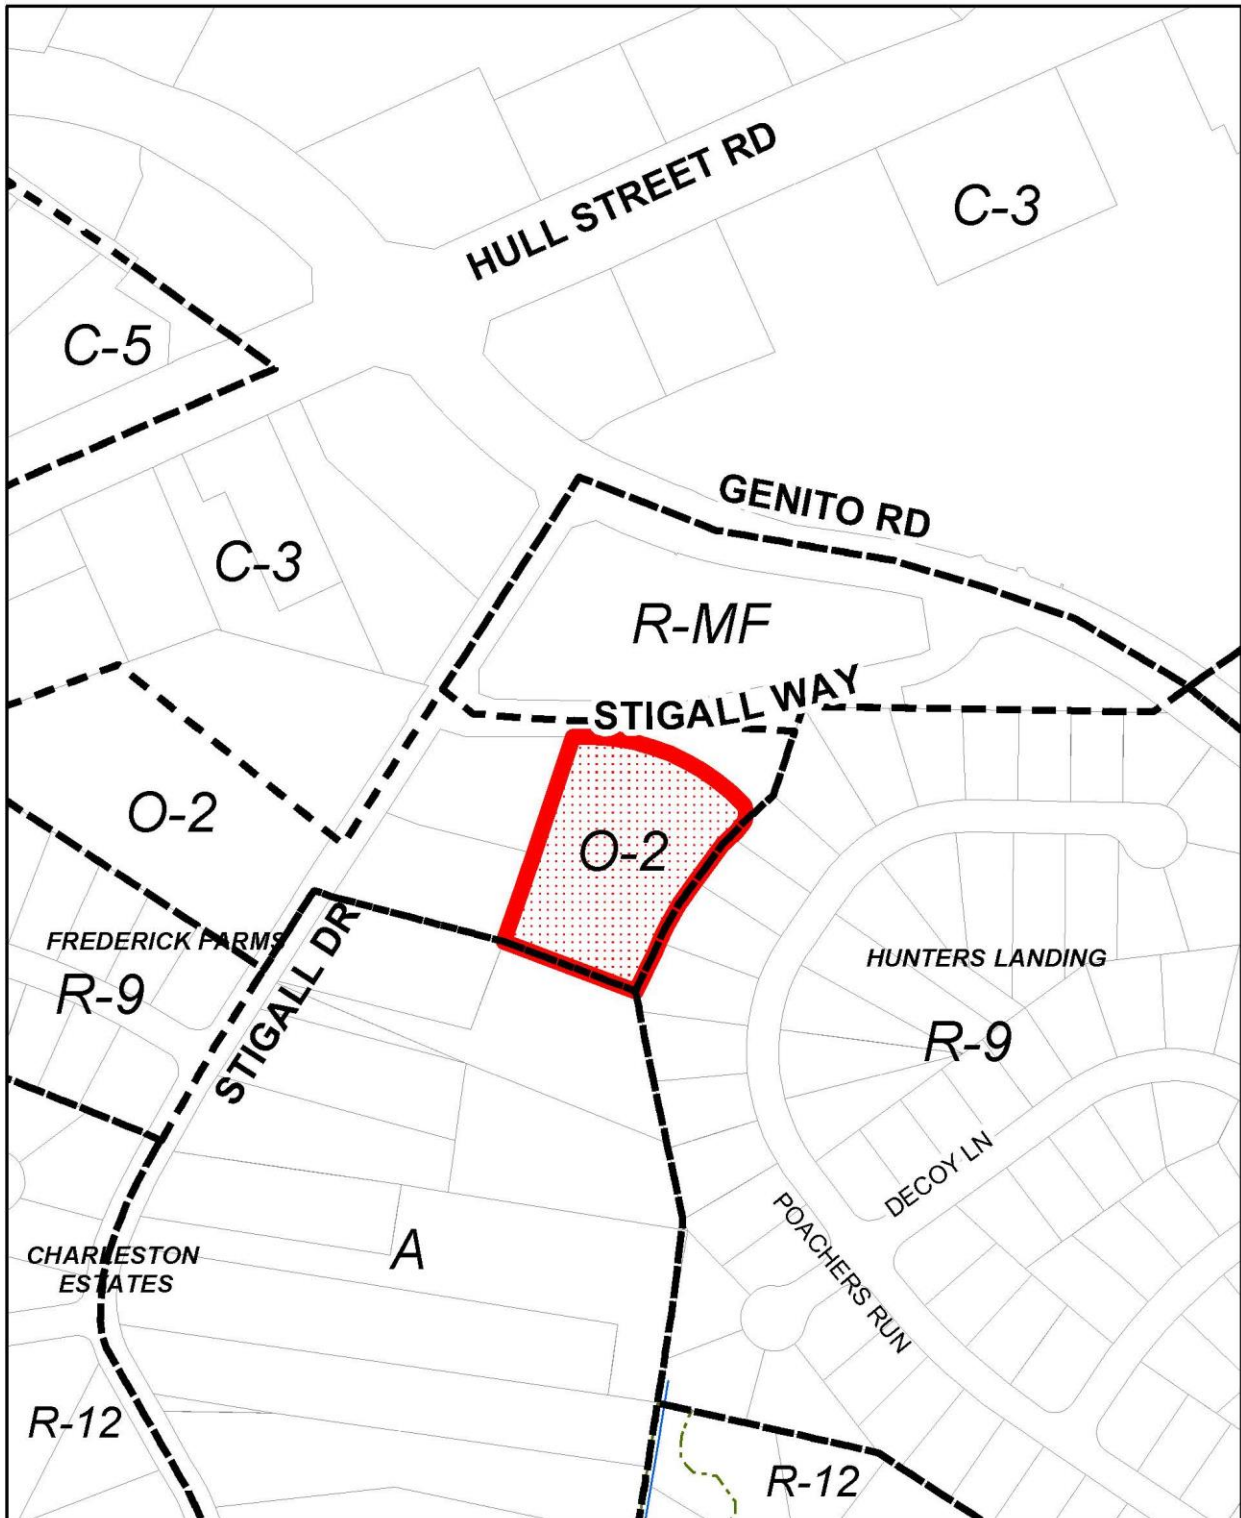 HULL STREET RD
C-3
C-5
GENITO RD
C-3
R-MF
STIGALL WAY
O-2
O-2
FREDERICK FARMS
R-9
STIGALL DR
HUNTERS LANDING
R-9
DECOY LN
POACHERS RUN
A
CHARLESTON
ESTATES
R-12
R-12